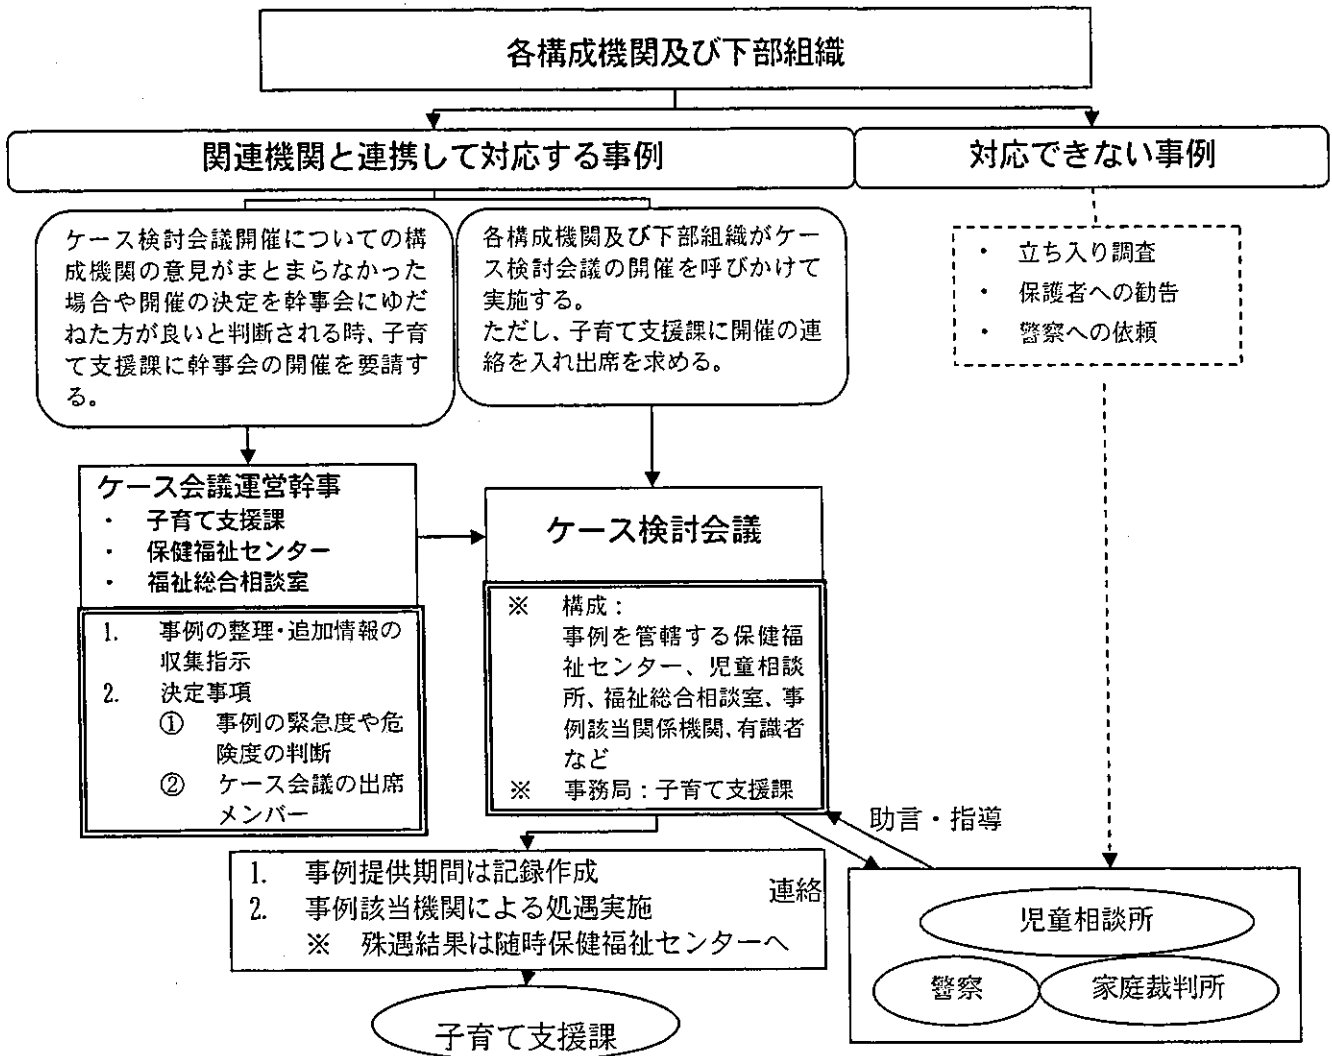 各構成機関及び下部組織
関連機関と連携して対応する事例
対応できない事例
ケース検討会議開催についての構
成機関の意見がまとまらなかった
場合や開催の決定を幹事会にゆだ
ねた方が良いと判断される時、子育
て支援課に幹事会の開催を要請す
る。
各構成機関及び下部組織がケー
ス検討会議の開催を呼びかけて
実施する。
ただし、子育て支援課に開催の連
絡を入れ出席を求める。
・ 立ち入り調査
・ 保護者への勧告
・ 警察への依頼
ケース会議運営幹事
・ 子育て支援課
・ 保健福祉センター
・ 福祉総合相談室
1. 事例の整理・追加情報の
収集指示
2. 決定事項
① 事例の緊急度や危
険度の判断
② ケース会議の出席
メンバー
ケース検討会議
※ 構成：
事例を管轄する保健福
祉センター、児童相談
所、福祉総合相談室、事
例該当関係機関、有識者
など
※ 事務局：子育て支援課
助言・指導
連絡
1. 事例提供期間は記録作成
2. 事例該当機関による処遇実施
※ 殊遇結果は随時保健福祉センターへ
子育て支援課
児童相談所
警察
家庭裁判所